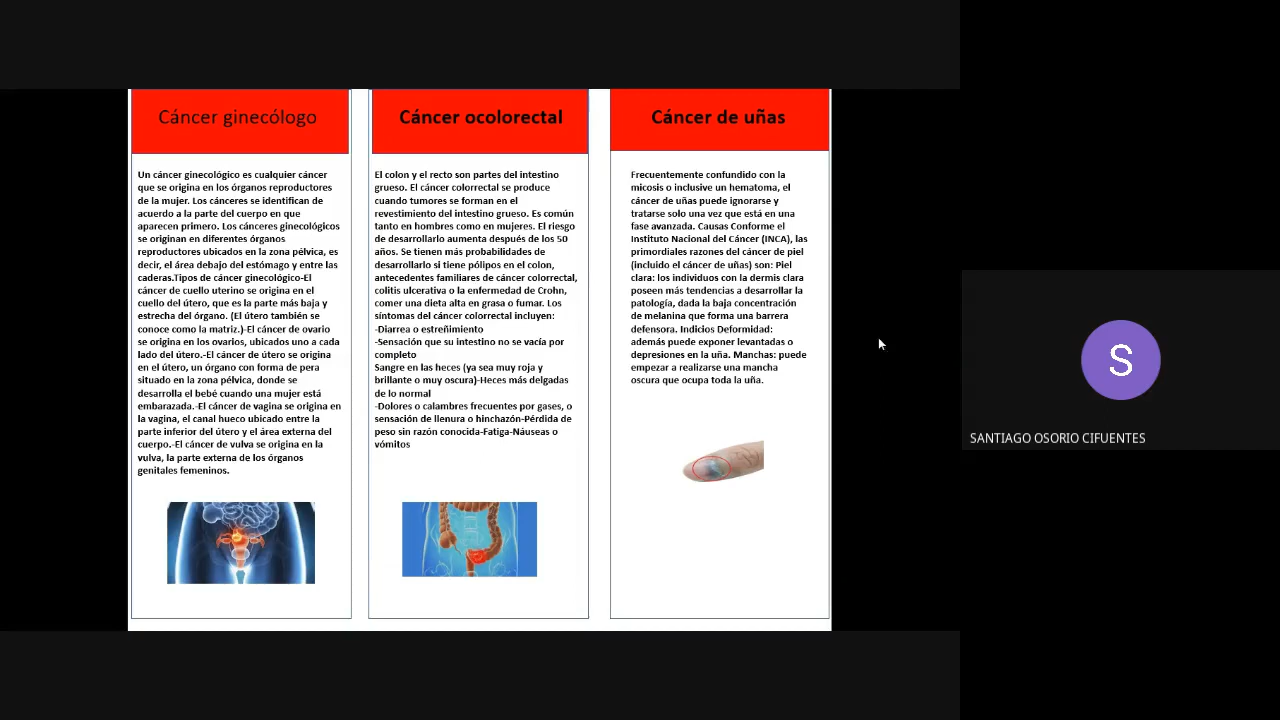 Cáncer ginecólogo
Un cáncer ginecológico es cualquier cáncer
que se origina en los órganos reproductores
de la mujer. Los cánceres se identifican de
acuerdo a la parte del cuerpo en que
aparecen primero. Los cánceres ginecológicos
se originan en diferentes órganos
reproductores ubicados en la zona pélvica, es
decir, el área debajo del estómago y entre las
caderas.Tipos de cáncer ginecológico-El
cáncer de cuello uterino se origina en el
cuello del útero, que es la parte más baja y
estrecha del órgano. (El útero también se
conoce como la matriz.)-El cáncer de ovario
se origina en los ovarios, ubicados uno a cada
lado del útero.-El cáncer de útero se origina
en el útero, un órgano con forma de pera
situado en la zona pélvica, donde se
desarrolla el bebé cuando una mujer está
embarazada.-El cáncer de vagina se origina en
la vagina, el canal hueco ubicado entre la
parte inferior del útero y el área externa del
cuerpo.-El cáncer de vulva se origina en la
vulva, la parte externa de los órganos
genitales femeninos.
Cáncer ocolorectal
El colon y el recto son partes del intestino
grueso. El cáncer colorrectal se produce
cuando tumores se forman en el
revestimiento del intestino grueso. Es común
tanto en hombres como en mujeres. El riesgo
de desarrollarlo aumenta después de los 50
años. Se tienen más probabilidades de
desarrollarlo si tiene pólipos en el colon,
antecedentes familiares de cáncer colorrectal,
colitis ulcerativa o la enfermedad de Crohn,
comer una dieta alta en grasa o fumar. Los
síntomas del cáncer colorrectal incluyen:
-Diarrea o estreñimiento
-Sensación que su intestino no se vacía por
completo
Sangre en las heces (ya sea muy roja y
brillante o muy oscura)-Heces más delgadas
de lo normal
-Dolores o calambres frecuentes por gases, o
sensación de llenura o hinchazón-Pérdida de
peso sin razón conocida-Fatiga-Náuseas o
vómitos
Cáncer de uñas
Frecuentemente confundido con la
micosis o inclusive un hematoma, el
cáncer de uñas puede ignorarse y
tratarse solo una vez que está en una
fase avanzada. Causas Conforme el
Instituto Nacional del Cáncer (INCA), las
primordiales razones del cáncer de piel
(incluido el cáncer de uñas) son: Piel
clara: los individuos con la dermis clara
poseen más tendencias a desarrollar la
patología, dada la baja concentración
de melanina que forma una barrera
defensora. Indicios Deformidad:
además puede exponer levantadas o
depresiones en la uña. Manchas: puede
empezar a realizarse una mancha
oscura que ocupa toda la uña.
S
SANTIAGO OSORIO CIFUENTES